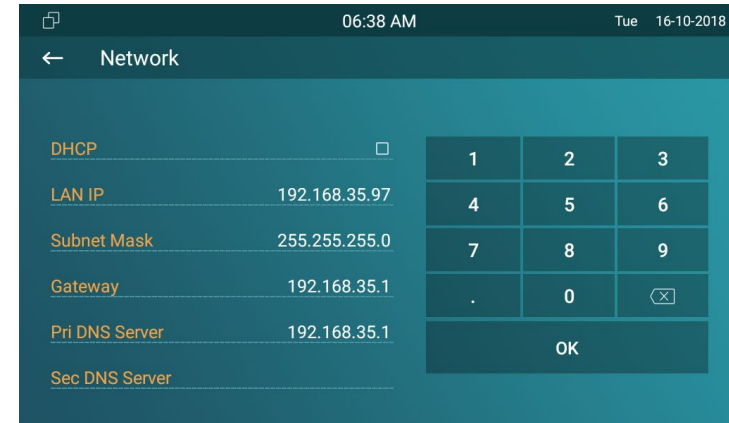 06:38 AM Tue 16-10-2018
Network
DHCP
LAN IP 192.168.35.97
Subnet Mask 255.255.255.0
Gateway 192.168.35.1
Pri DNS Server 192.168.35.1
Sec DNS Server
1 2 3
4 5 6
7 8 9
. 0
OK